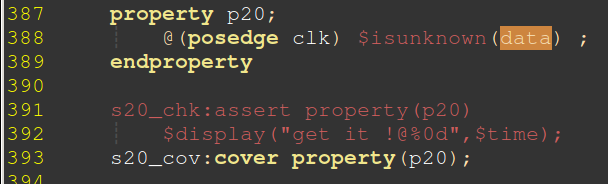 387 property p20;
388 @(posedge clk) $isunknown(data) ;
389 endproperty
390
391 s20_chk:assert property(p20)
392 $display("get it !@%0d",$time);
393 s20_cov:cover property(p20);
394